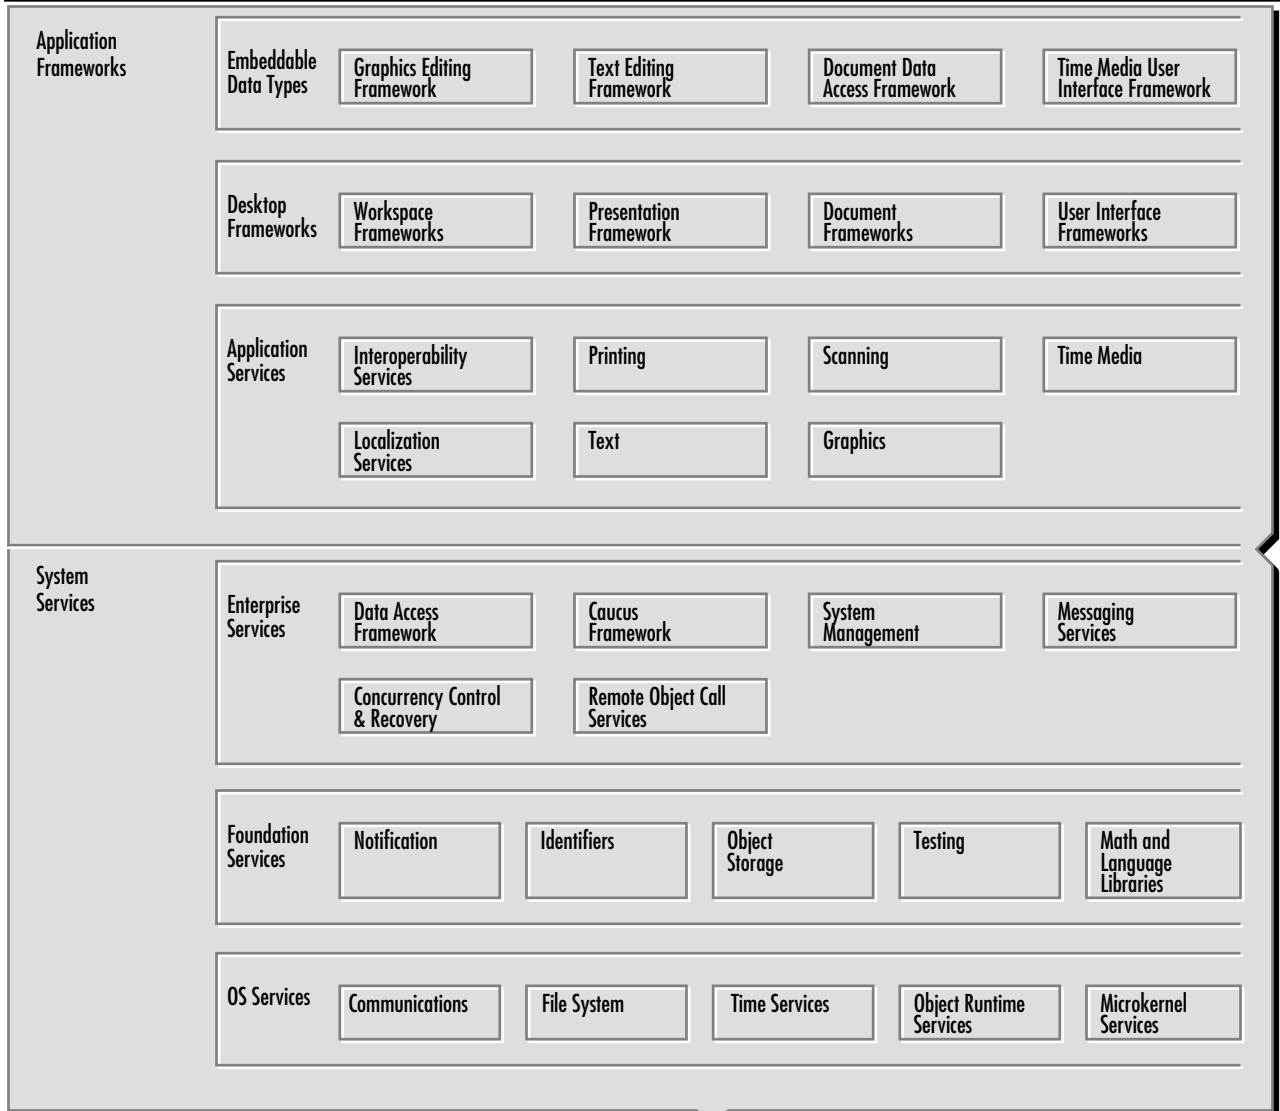 Application
Frameworks
Embeddable
Data Types
Graphics Editing
Framework
Text Editing
Framework
Document Data
Access Framework
Time Media User
Interface Framework
Desktop
Frameworks
Workspace
Frameworks
Presentation
Framework
Document
Frameworks
User Interface
Frameworks
Application
Services
Interoperability
Services
Printing
Scanning
Time Media
Localization
Services
Text
Graphics
System
Services
Enterprise
Services
Data Access
Framework
Caucus
Framework
System
Management
Messaging
Services
Concurrency Control
& Recovery
Remote Object Call
Services
Foundation
Services
Notification
Identifiers
Object
Storage
Testing
Math and
Language
Libraries
OS Services
Communications
File System
Time Services
Object Runtime
Services
Microkernel
Services